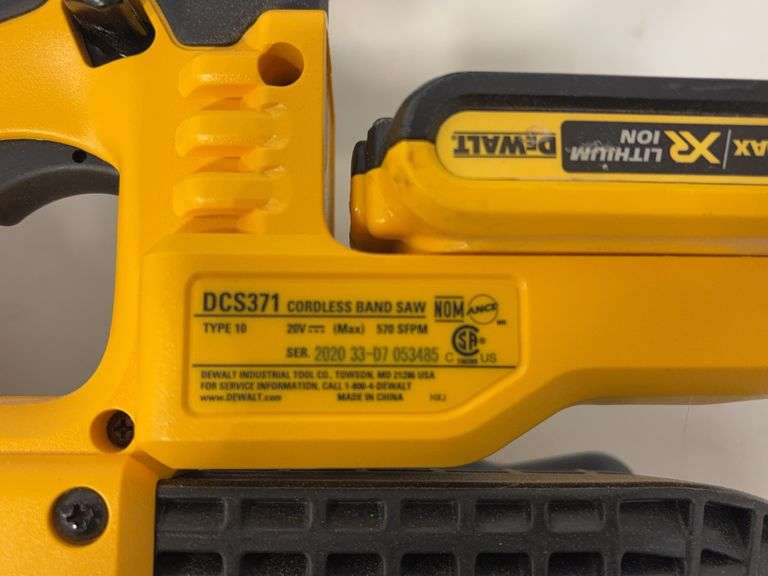 AX XR LITHIUM ION DEWALT
DCS371 CORDLESS BAND SAW
NOM ANCE
TYPE 10 20V (Max) 570 SFPM
SER. 2020 33-07 053485
C SA US
DEWALT INDUSTRIAL TOOL CO., TOWSON, MD 21286 USA
FOR SERVICE INFORMATION, CALL 1-800-4-DEWALT
www.DEWALT.com MADE IN CHINA